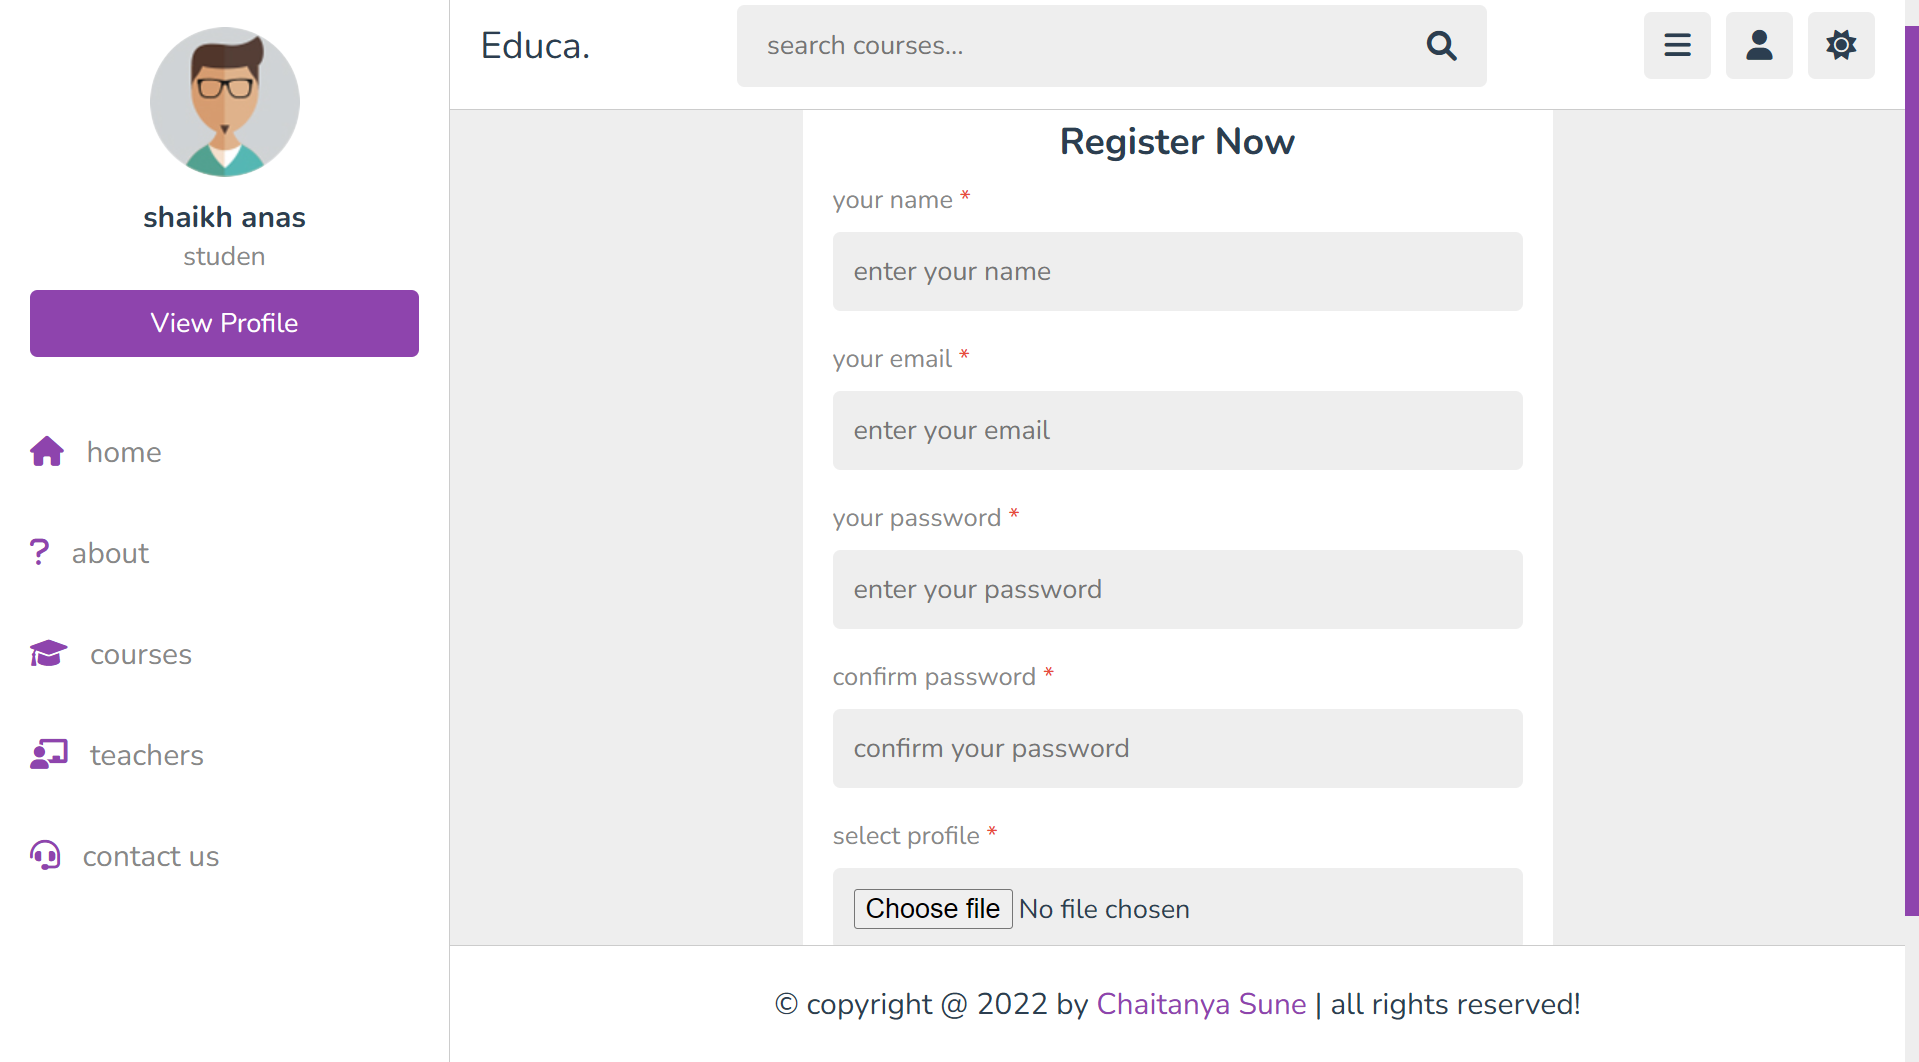 shaikh anas
studen
View Profile
home
about
courses
teachers
contact us
Educa.
search courses...
Register Now
your name *
enter your name
your email *
enter your email
your password *
enter your password
confirm password *
confirm your password
select profile *
Choose file No file chosen
© copyright @ 2022 by Chaitanya Sune | all rights reserved!